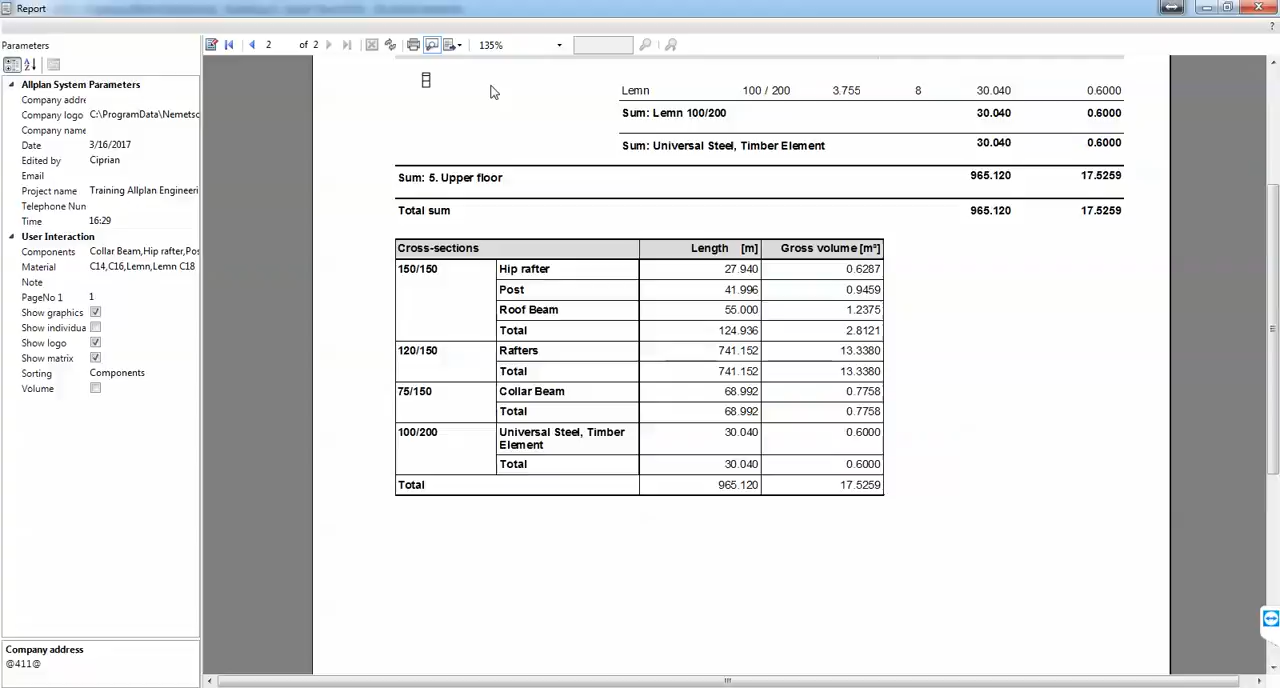 Report
?
Parameters
2 of 2
135%
Allplan System Parameters
Company addre
Company logo C:\ProgramData\Nemetsc
Company name
Date 3/16/2017
Edited by Ciprian
Email
Project name Training Allplan Engineeri
Telephone Nun
Time 16:29
User Interaction
Components Collar Beam,Hip rafter,Pos
Material C14,C16,Lemn,Lemn C18
Note
PageNo 1 1
Show graphics
Show individua
Show logo
Show matrix
Sorting Components
Volume
Company address
@411@
Lemn 100 / 200 3.755 8 30.040 0.6000
Sum: Lemn 100/200 30.040 0.6000
Sum: Universal Steel, Timber Element 30.040 0.6000
Sum: 5. Upper floor 965.120 17.5259
Total sum 965.120 17.5259
Cross-sections Length [m] Gross volume [m³]
150/150 Hip rafter 27.940 0.6287
Post 41.996 0.9459
Roof Beam 55.000 1.2375
Total 124.936 2.8121
120/150 Rafters 741.152 13.3380
Total 741.152 13.3380
75/150 Collar Beam 68.992 0.7758
Total 68.992 0.7758
100/200 Universal Steel, Timber 30.040 0.6000
Element
Total 30.040 0.6000
Total 965.120 17.5259